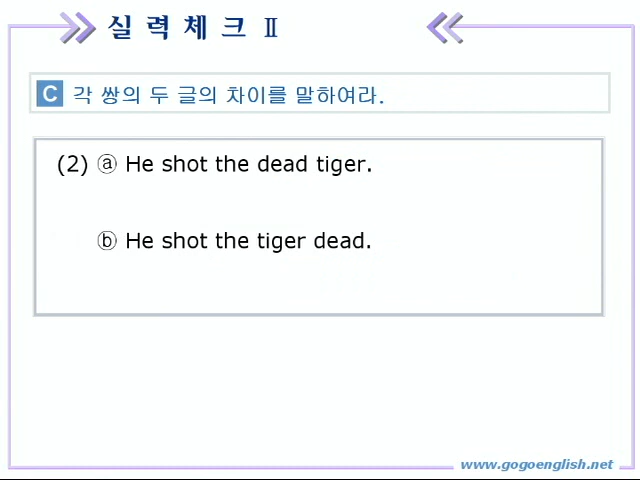 실 력 체 크 Ⅱ
C 각 쌍의 두 글의 차이를 말하여라.
(2) ⓐ He shot the dead tiger.
ⓑ He shot the tiger dead.
www.gogoenglish.net